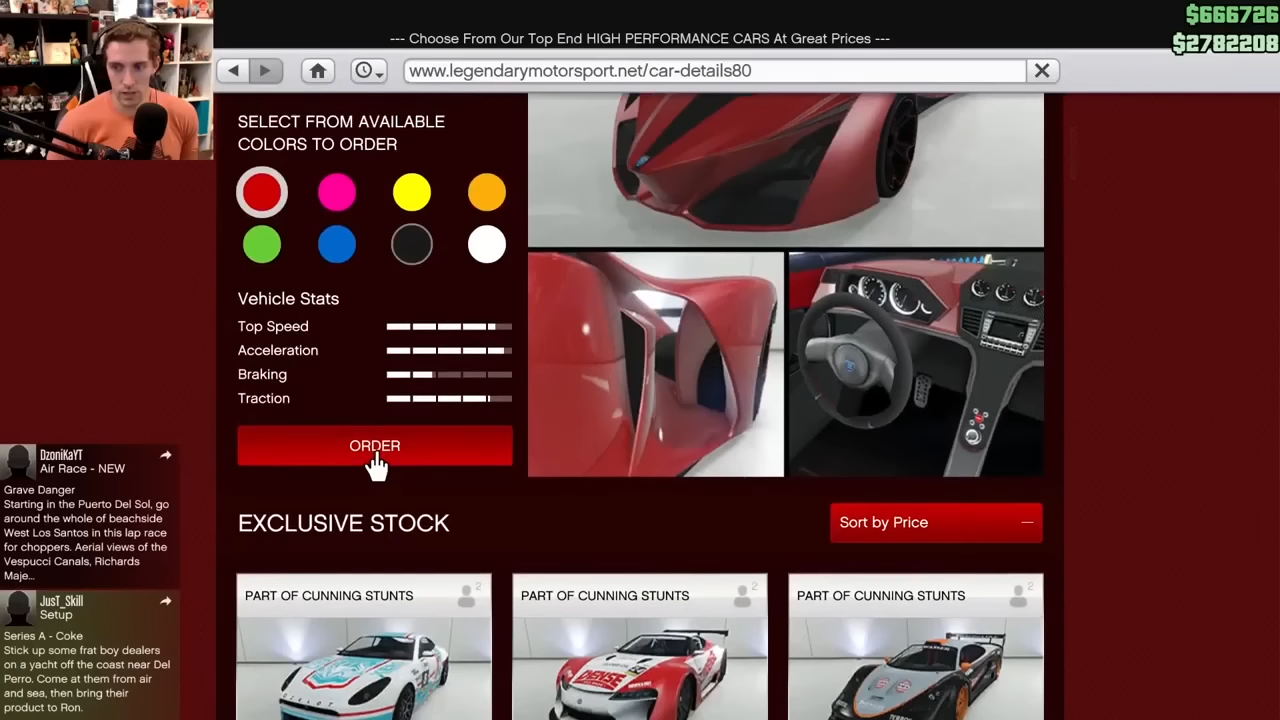 $666726
$2782208
--- Choose From Our Top End HIGH PERFORMANCE CARS At Great Prices ---
www.legendarymotorsport.net/car-details80
SELECT FROM AVAILABLE
COLORS TO ORDER
Vehicle Stats
Top Speed
Acceleration
Braking
Traction
ORDER
EXCLUSIVE STOCK
Sort by Price
PART OF CUNNING STUNTS
2
PART OF CUNNING STUNTS
2
PART OF CUNNING STUNTS
2
DzoniKaYT
Air Race - NEW
Grave Danger
Starting in the Puerto Del Sol, go
around the whole of beachside
West Los Santos in this lap race
for choppers. Aerial views of the
Vespucci Canals, Richards
Maje...
JusT_Skill
Setup
Series A - Coke
Stick up some frat boy dealers
on a yacht off the coast near Del
Perro. Come at them from air
and sea, then bring their
product to Ron.